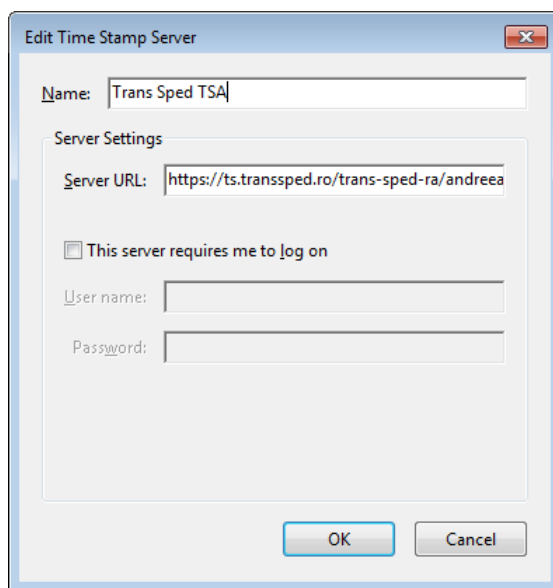 Edit Time Stamp Server
Name: Trans Sped TSA
Server Settings
Server URL: https://ts.transsped.ro/trans-sped-ra/andreea
This server requires me to log on
User name:
Password:
OK Cancel